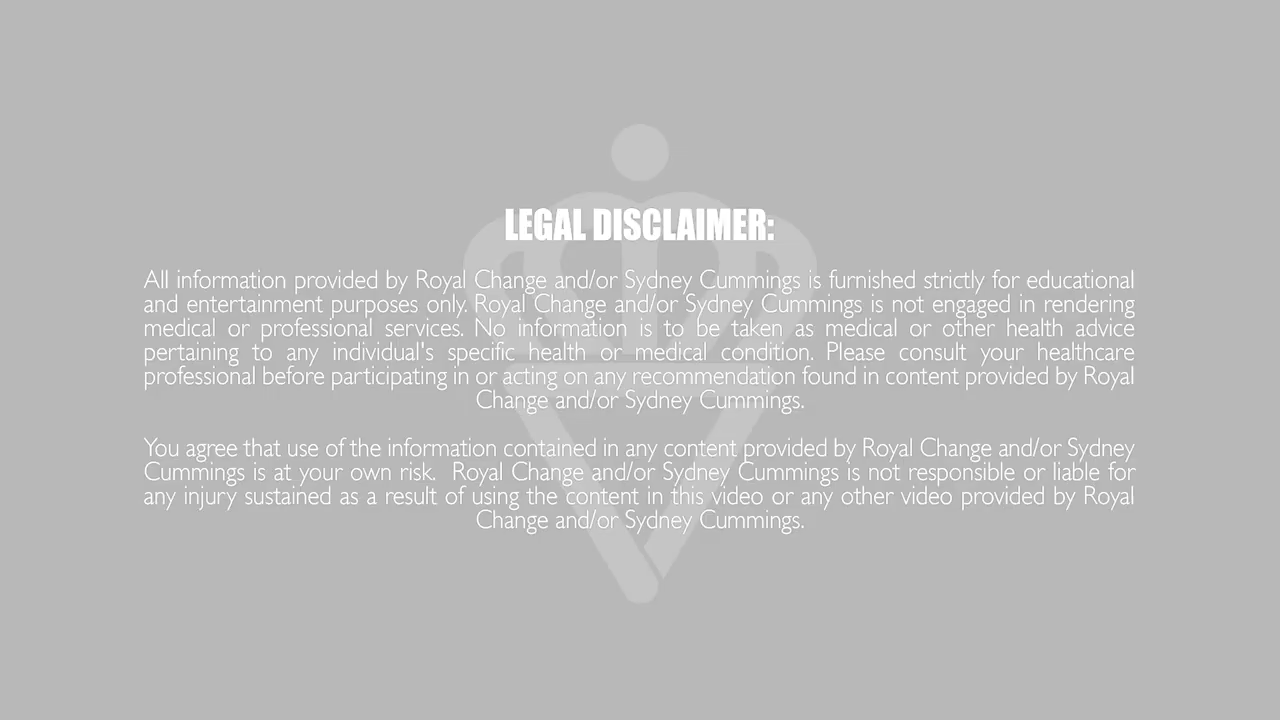 LEGAL DISCLAIMER:
All information provided by Royal Change and/or Sydney Cummings is furnished strictly for educational
and entertainment purposes only. Royal Change and/or Sydney Cummings is not engaged in rendering
medical or professional services. No information is to be taken as medical or other health advice
pertaining to any individual's specific health or medical condition. Please consult your healthcare
professional before participating in or acting on any recommendation found in content provided by Royal
Change and/or Sydney Cummings.
You agree that use of the information contained in any content provided by Royal Change and/or Sydney
Cummings is at your own risk.  Royal Change and/or Sydney Cummings is not responsible or liable for
any injury sustained as a result of using the content in this video or any other video provided by Royal
Change and/or Sydney Cummings.